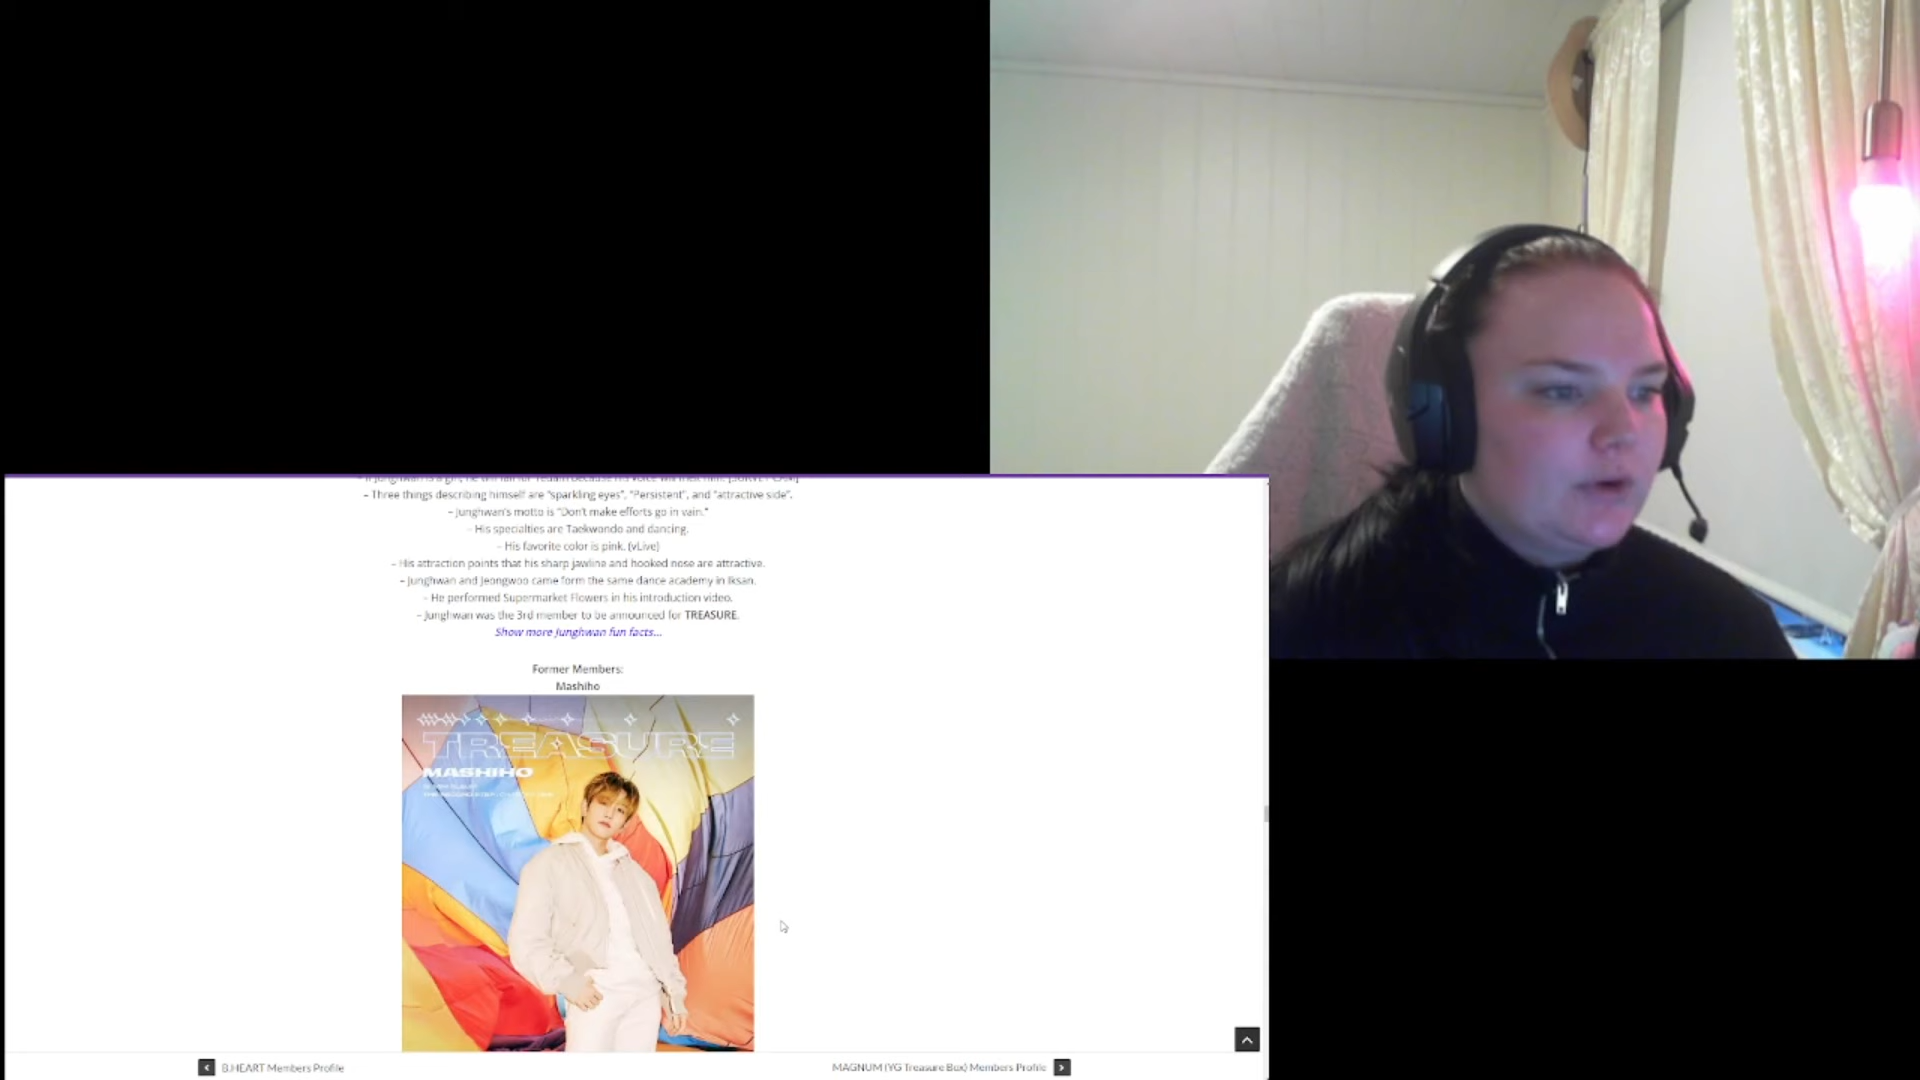 – Three things describing himself are “sparkling eyes”, “Persistent”, and “attractive side”.
– Junghwan’s motto is “Don’t make efforts go in vain.”
– His specialties are Taekwondo and dancing.
– His favorite color is pink. (vLive)
– His attraction points that his sharp jawline and hooked nose are attractive.
– Junghwan and Jeongwoo came form the same dance academy in Iksan.
– He performed Supermarket Flowers in his introduction video.
– Junghwan was the 3rd member to be announced for TREASURE.
Show more Junghwan fun facts...
Former Members:
Mashiho
TREASURE
MASHIHO
B.HEART Members Profile
MAGNUM (YG Treasure Box) Members Profile